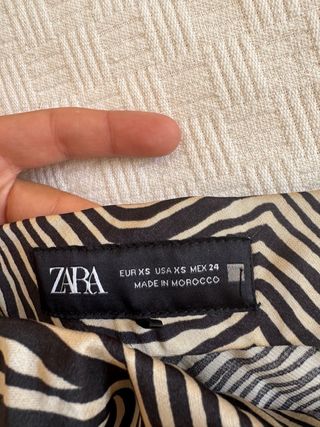 ZARA
EUR XS USA XS MEX 24
MADE IN MOROCCO